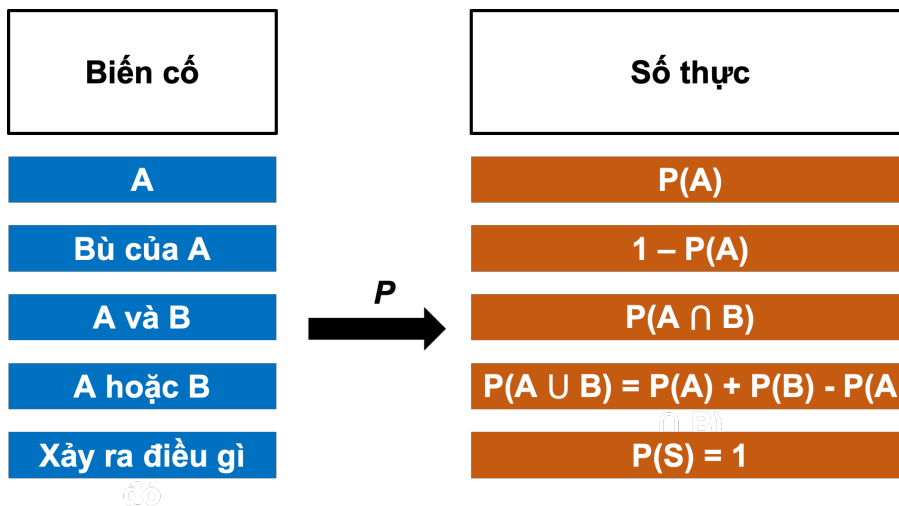 Biến cố
Số thực
A
P(A)
Bù của A
1 – P(A)
A và B
P
P(A ∩ B)
A hoặc B
P(A ∪ B) = P(A) + P(B) - P(A
∩ B)
Xảy ra điều gì
đó
P(S) = 1